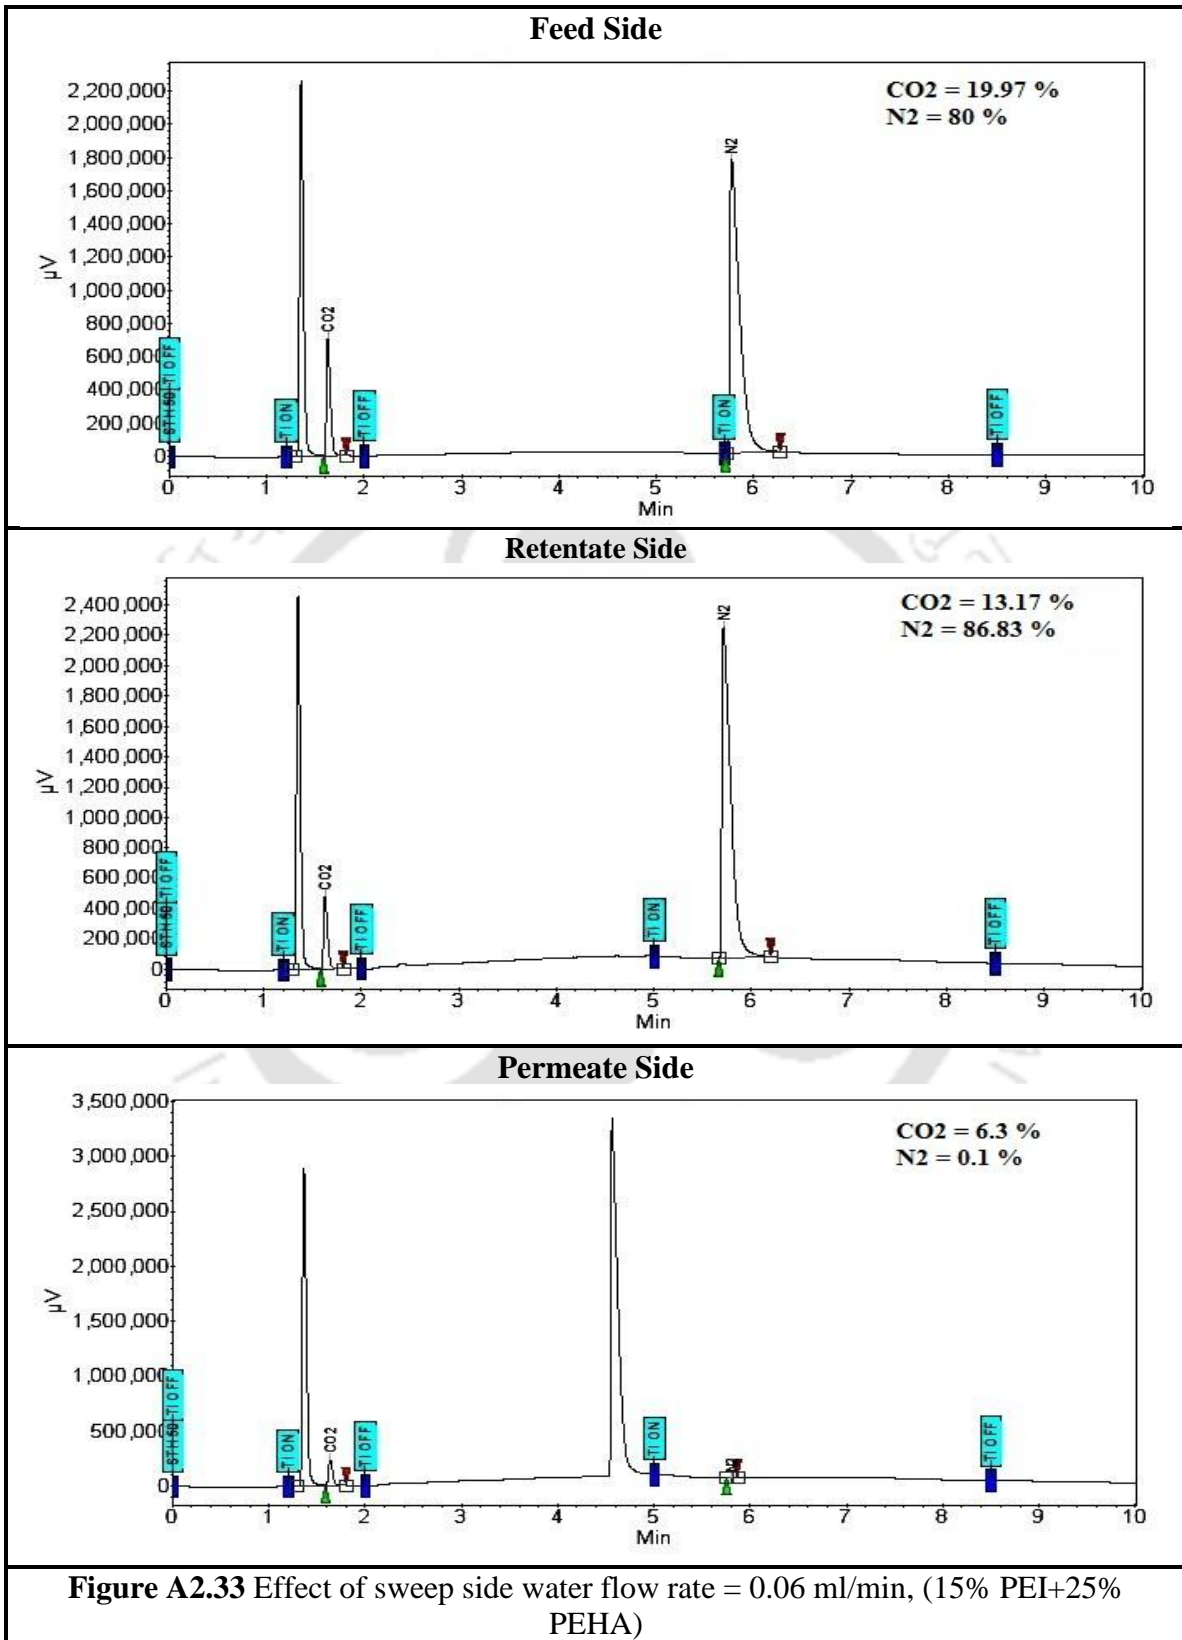 Feed Side
CO2 = 19.97 %
N2 = 80 %
2,200,000
2,000,000
1,800,000
1,600,000
1,400,000
1,200,000
1,000,000
800,000
600,000
400,000
200,000
0
µV
TI OFF
TI ON
CO2
TI OFF
N2
TI ON
TI OFF
0 1 2 3 4 5 6 7 8 9 10
Min
Retentate Side
CO2 = 13.17 %
N2 = 86.83 %
2,400,000
2,200,000
2,000,000
1,800,000
1,600,000
1,400,000
1,200,000
1,000,000
800,000
600,000
400,000
200,000
0
µV
TI OFF
TI ON
CO2
TI OFF
TI ON
N2
TI OFF
0 1 2 3 4 5 6 7 8 9 10
Min
Permeate Side
CO2 = 6.3 %
N2 = 0.1 %
3,500,000
3,000,000
2,500,000
2,000,000
1,500,000
1,000,000
500,000
0
µV
TI OFF
TI ON
CO2
TI OFF
TI ON
N2
TI OFF
0 1 2 3 4 5 6 7 8 9 10
Min
Figure A2.33 Effect of sweep side water flow rate = 0.06 ml/min, (15% PEI+25%
PEHA)